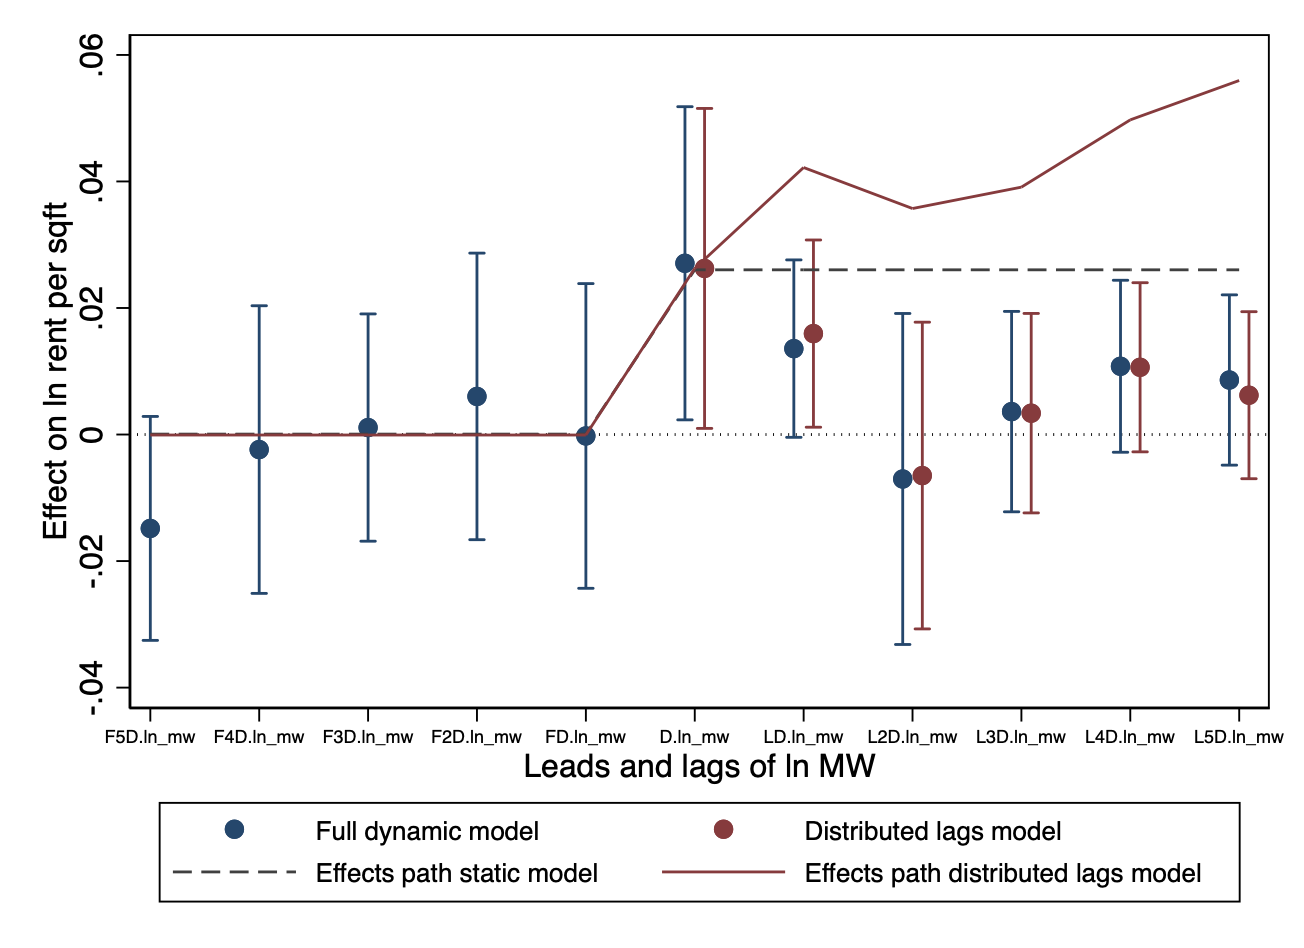 Effect on ln rent per sqft
.06
.04
.02
0
-.02
-.04
F5D.ln_mw F4D.ln_mw F3D.ln_mw F2D.ln_mw FD.ln_mw D.ln_mw LD.ln_mw L2D.ln_mw L3D.ln_mw L4D.ln_mw L5D.ln_mw
Leads and lags of ln MW
Full dynamic model Distributed lags model
Effects path static model Effects path distributed lags model